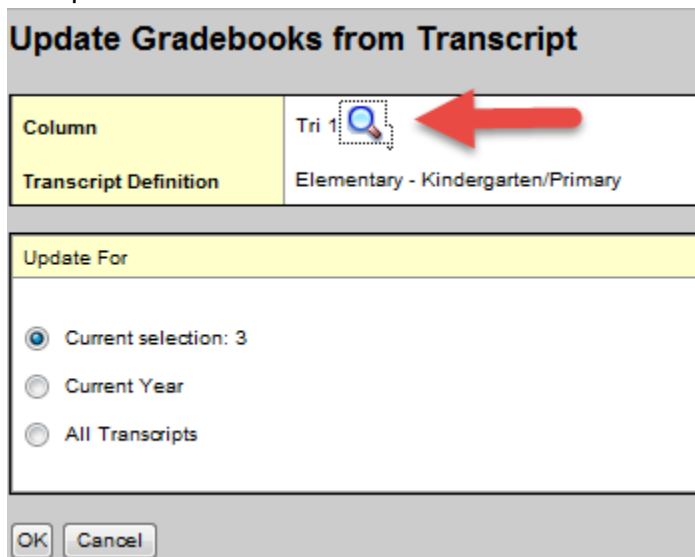 Update Gradebooks from Transcript
Column Tri 1
Transcript Definition Elementary - Kindergarten/Primary
Update For
Current selection: 3
Current Year
All Transcripts
OK Cancel